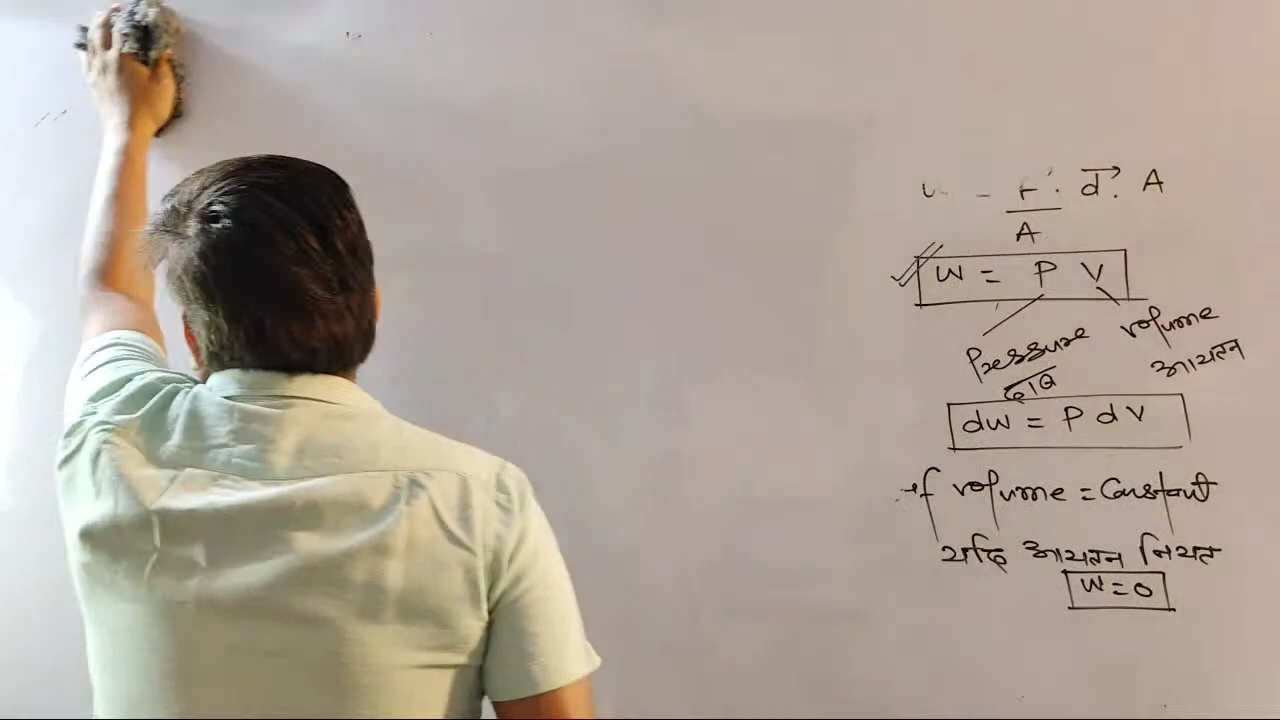 F . d⃗ . A
A
W = P V
Pressure volume
दाब आयतन
dW = P dV
if volume = Constant
यदि आयतन नियत
W = 0